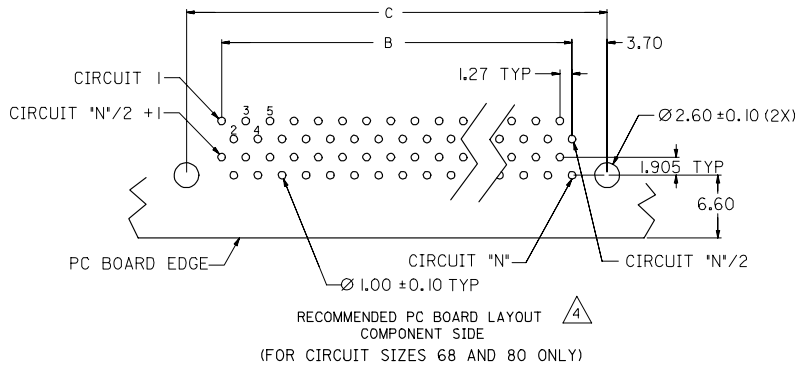 C
B
3.70
1.27 TYP
CIRCUIT 1
Ø 2.60 ±0.10 (2X)
3 5
CIRCUIT "N"/2 +1
2 4
1.905 TYP
6.60
PC BOARD EDGE
CIRCUIT "N"
CIRCUIT "N"/2
Ø 1.00 ±0.10 TYP
RECOMMENDED PC BOARD LAYOUT 4
COMPONENT SIDE
(FOR CIRCUIT SIZES 68 AND 80 ONLY)